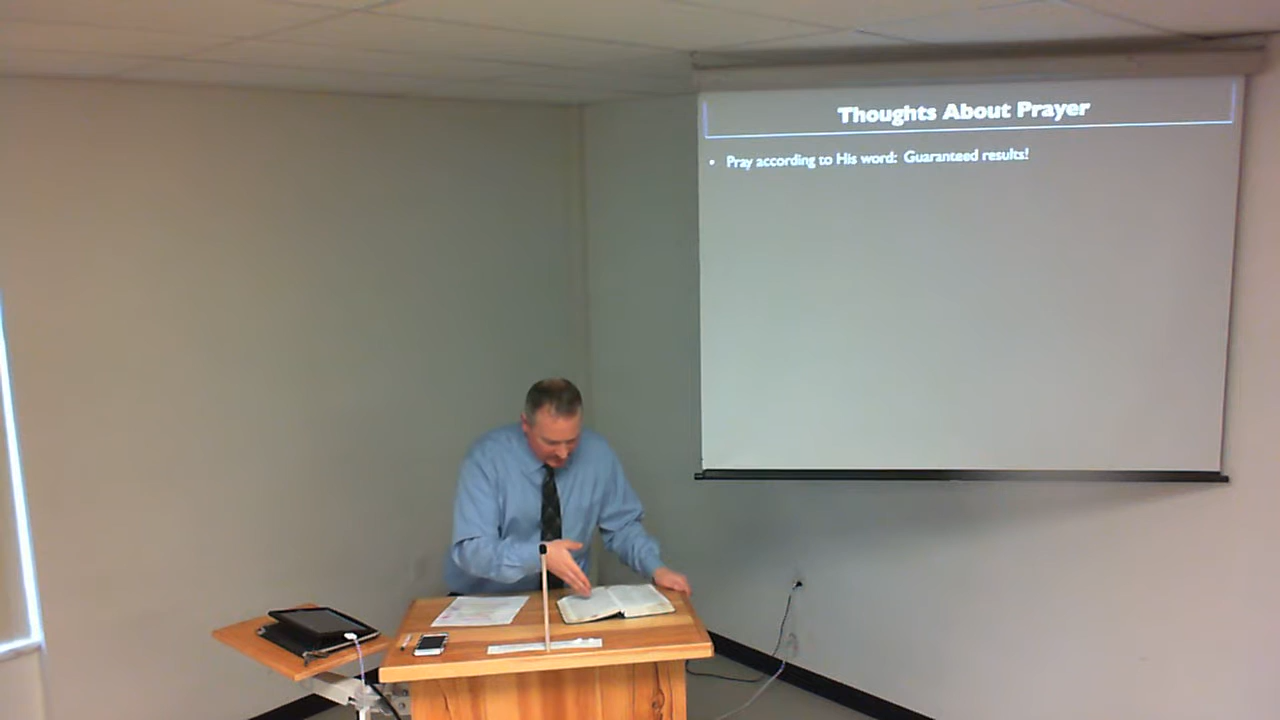 Thoughts About Prayer
• Pray according to His word: Guaranteed results!